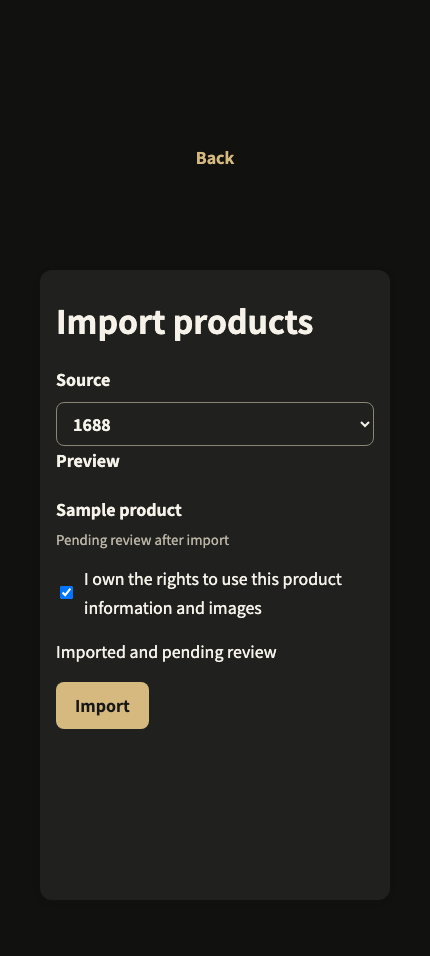 Back
Import products
Source
1688
Preview
Sample product
Pending review after import
I own the rights to use this product
information and images
Imported and pending review
Import